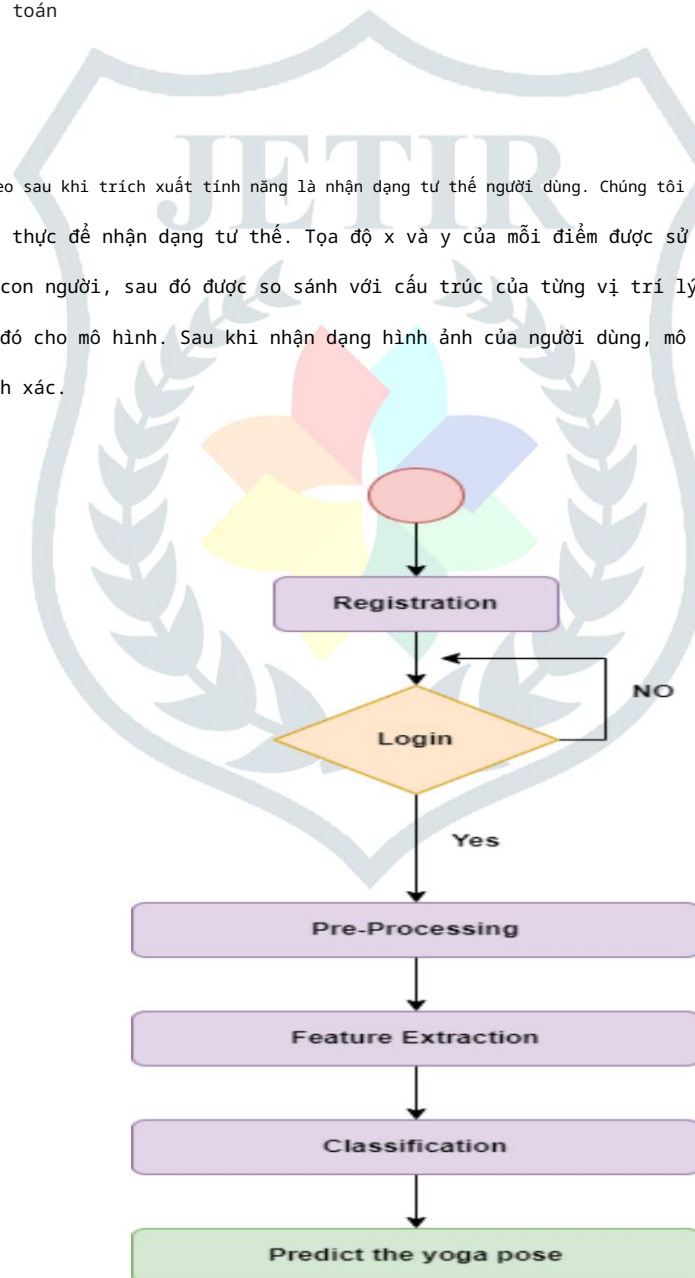 toán
JETIR
eo sau khi trích xuất tính năng là nhận dạng tư thế người dùng. Chúng tôi
thực để nhận dạng tư thế. Tọa độ x và y của mỗi điểm được sử
con người, sau đó được so sánh với cấu trúc của từng vị trí lý
đó cho mô hình. Sau khi nhận dạng hình ảnh của người dùng, mô
h xác.
Registration
NO
Login
Yes
Pre-Processing
Feature Extraction
Classification
Predict the yoga pose